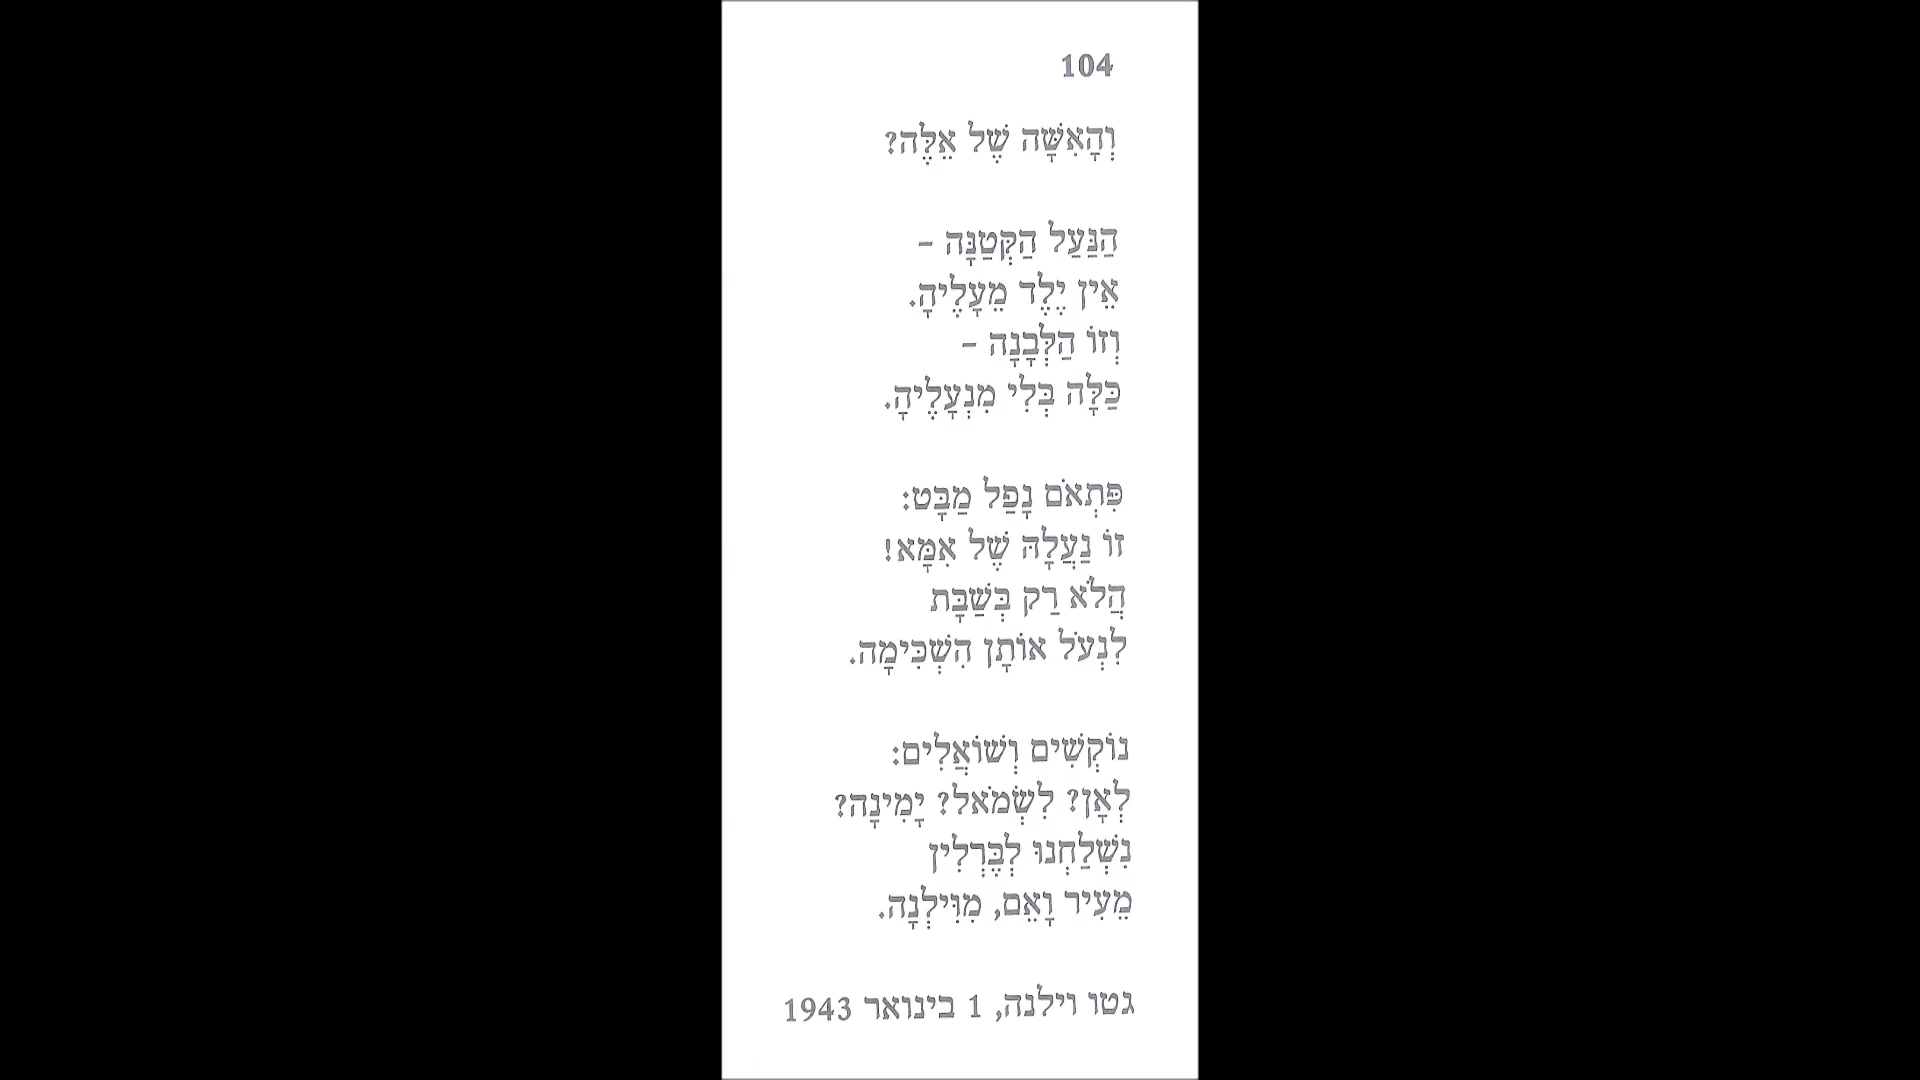 104
וְהָאִשָּׁה שֶׁל אֵלֶּה?
הַנַּעַל הַקְּטַנָּה –
אֵין יֶלֶד מֵעָלֶיהָ.
וְזוֹ הַלְּבָנָה –
כַּלָּה בְּלִי מִנְעָלֶיהָ.
פִּתְאֹם נָפַל מַבָּט:
זוֹ נַעֲלָהּ שֶׁל אִמָּא!
הֲלֹא רַק בְּשַׁבָּת
לִנְעֹל אוֹתָן הִשְׁכִּימָה.
נוֹקְשִׁים וְשׁוֹאֲלִים:
לְאָן? לִשְׂמֹאל? יָמִינָה?
נִשְׁלַחְנוּ לְבֶּרְלִין
מֵעִיר וָאֵם, מִוִּילְנָה.
גטו וילנה, 1 בינואר 1943